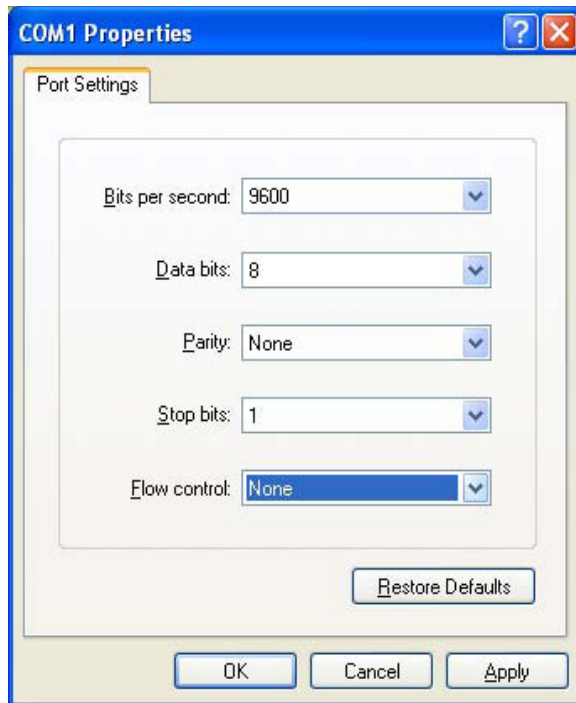 COM1 Properties
Port Settings
Bits per second: 9600
Data bits: 8
Parity: None
Stop bits: 1
Flow control: None
Restore Defaults
OK Cancel Apply